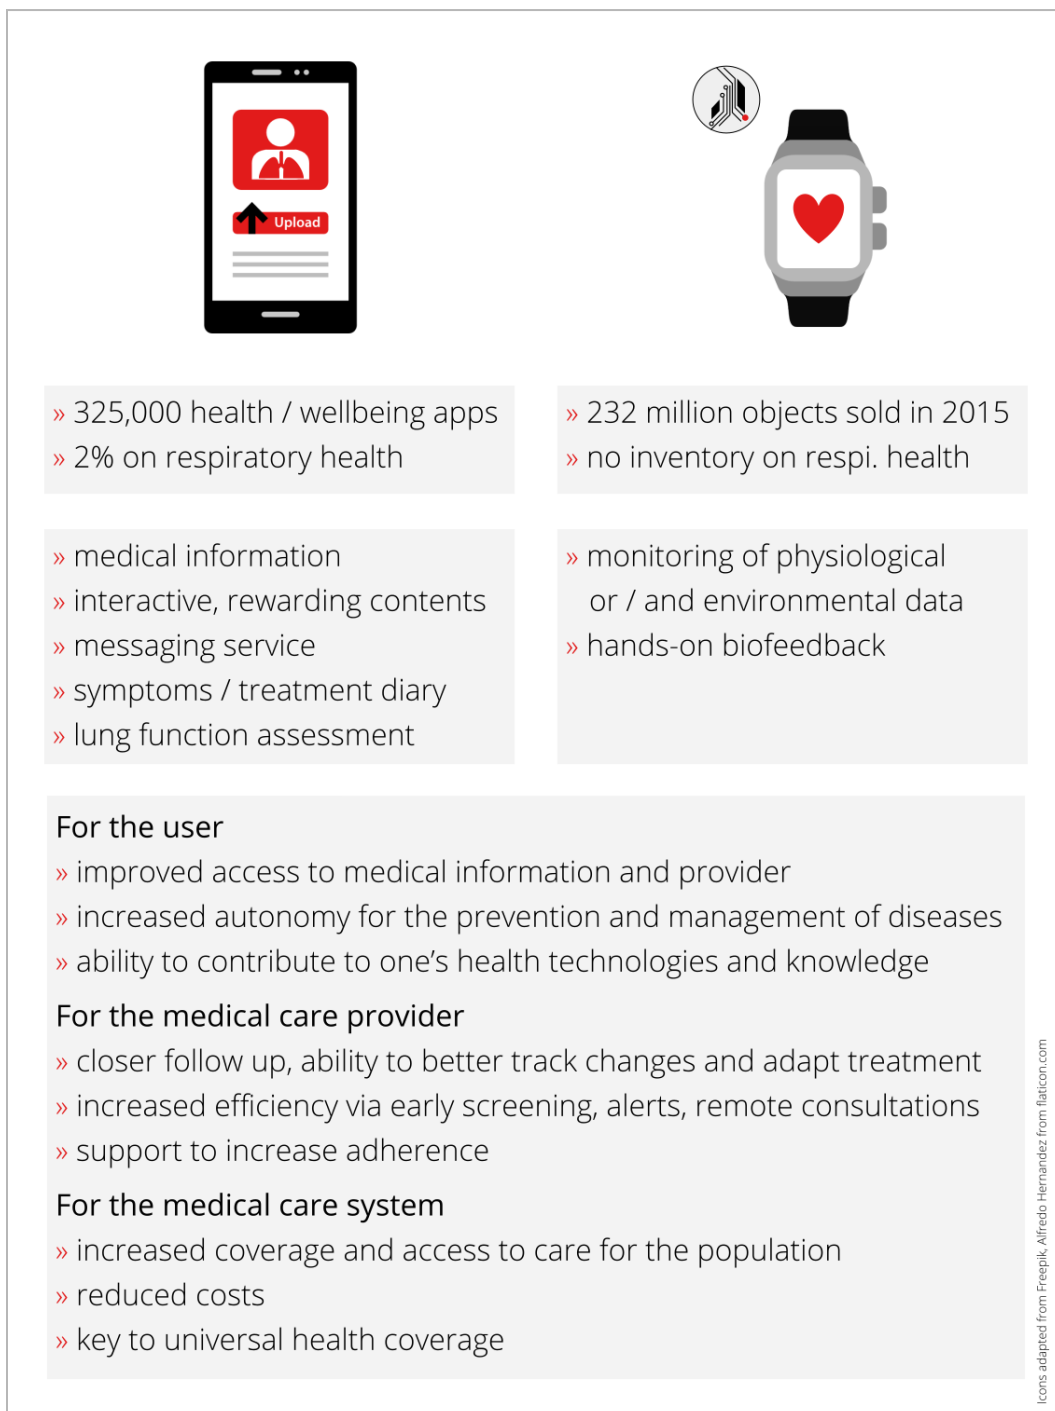 Upload
» 325,000 health / wellbeing apps
» 2% on respiratory health
» 232 million objects sold in 2015
» no inventory on respi. health
» medical information
» interactive, rewarding contents
» messaging service
» symptoms / treatment diary
» lung function assessment
» monitoring of physiological
or / and environmental data
» hands-on biofeedback
For the user
» improved access to medical information and provider
» increased autonomy for the prevention and management of diseases
» ability to contribute to one’s health technologies and knowledge
For the medical care provider
» closer follow up, ability to better track changes and adapt treatment
» increased efficiency via early screening, alerts, remote consultations
» support to increase adherence
For the medical care system
» increased coverage and access to care for the population
» reduced costs
» key to universal health coverage
Icons adapted from Freepik, Alfredo Hernandez from flaticon.com